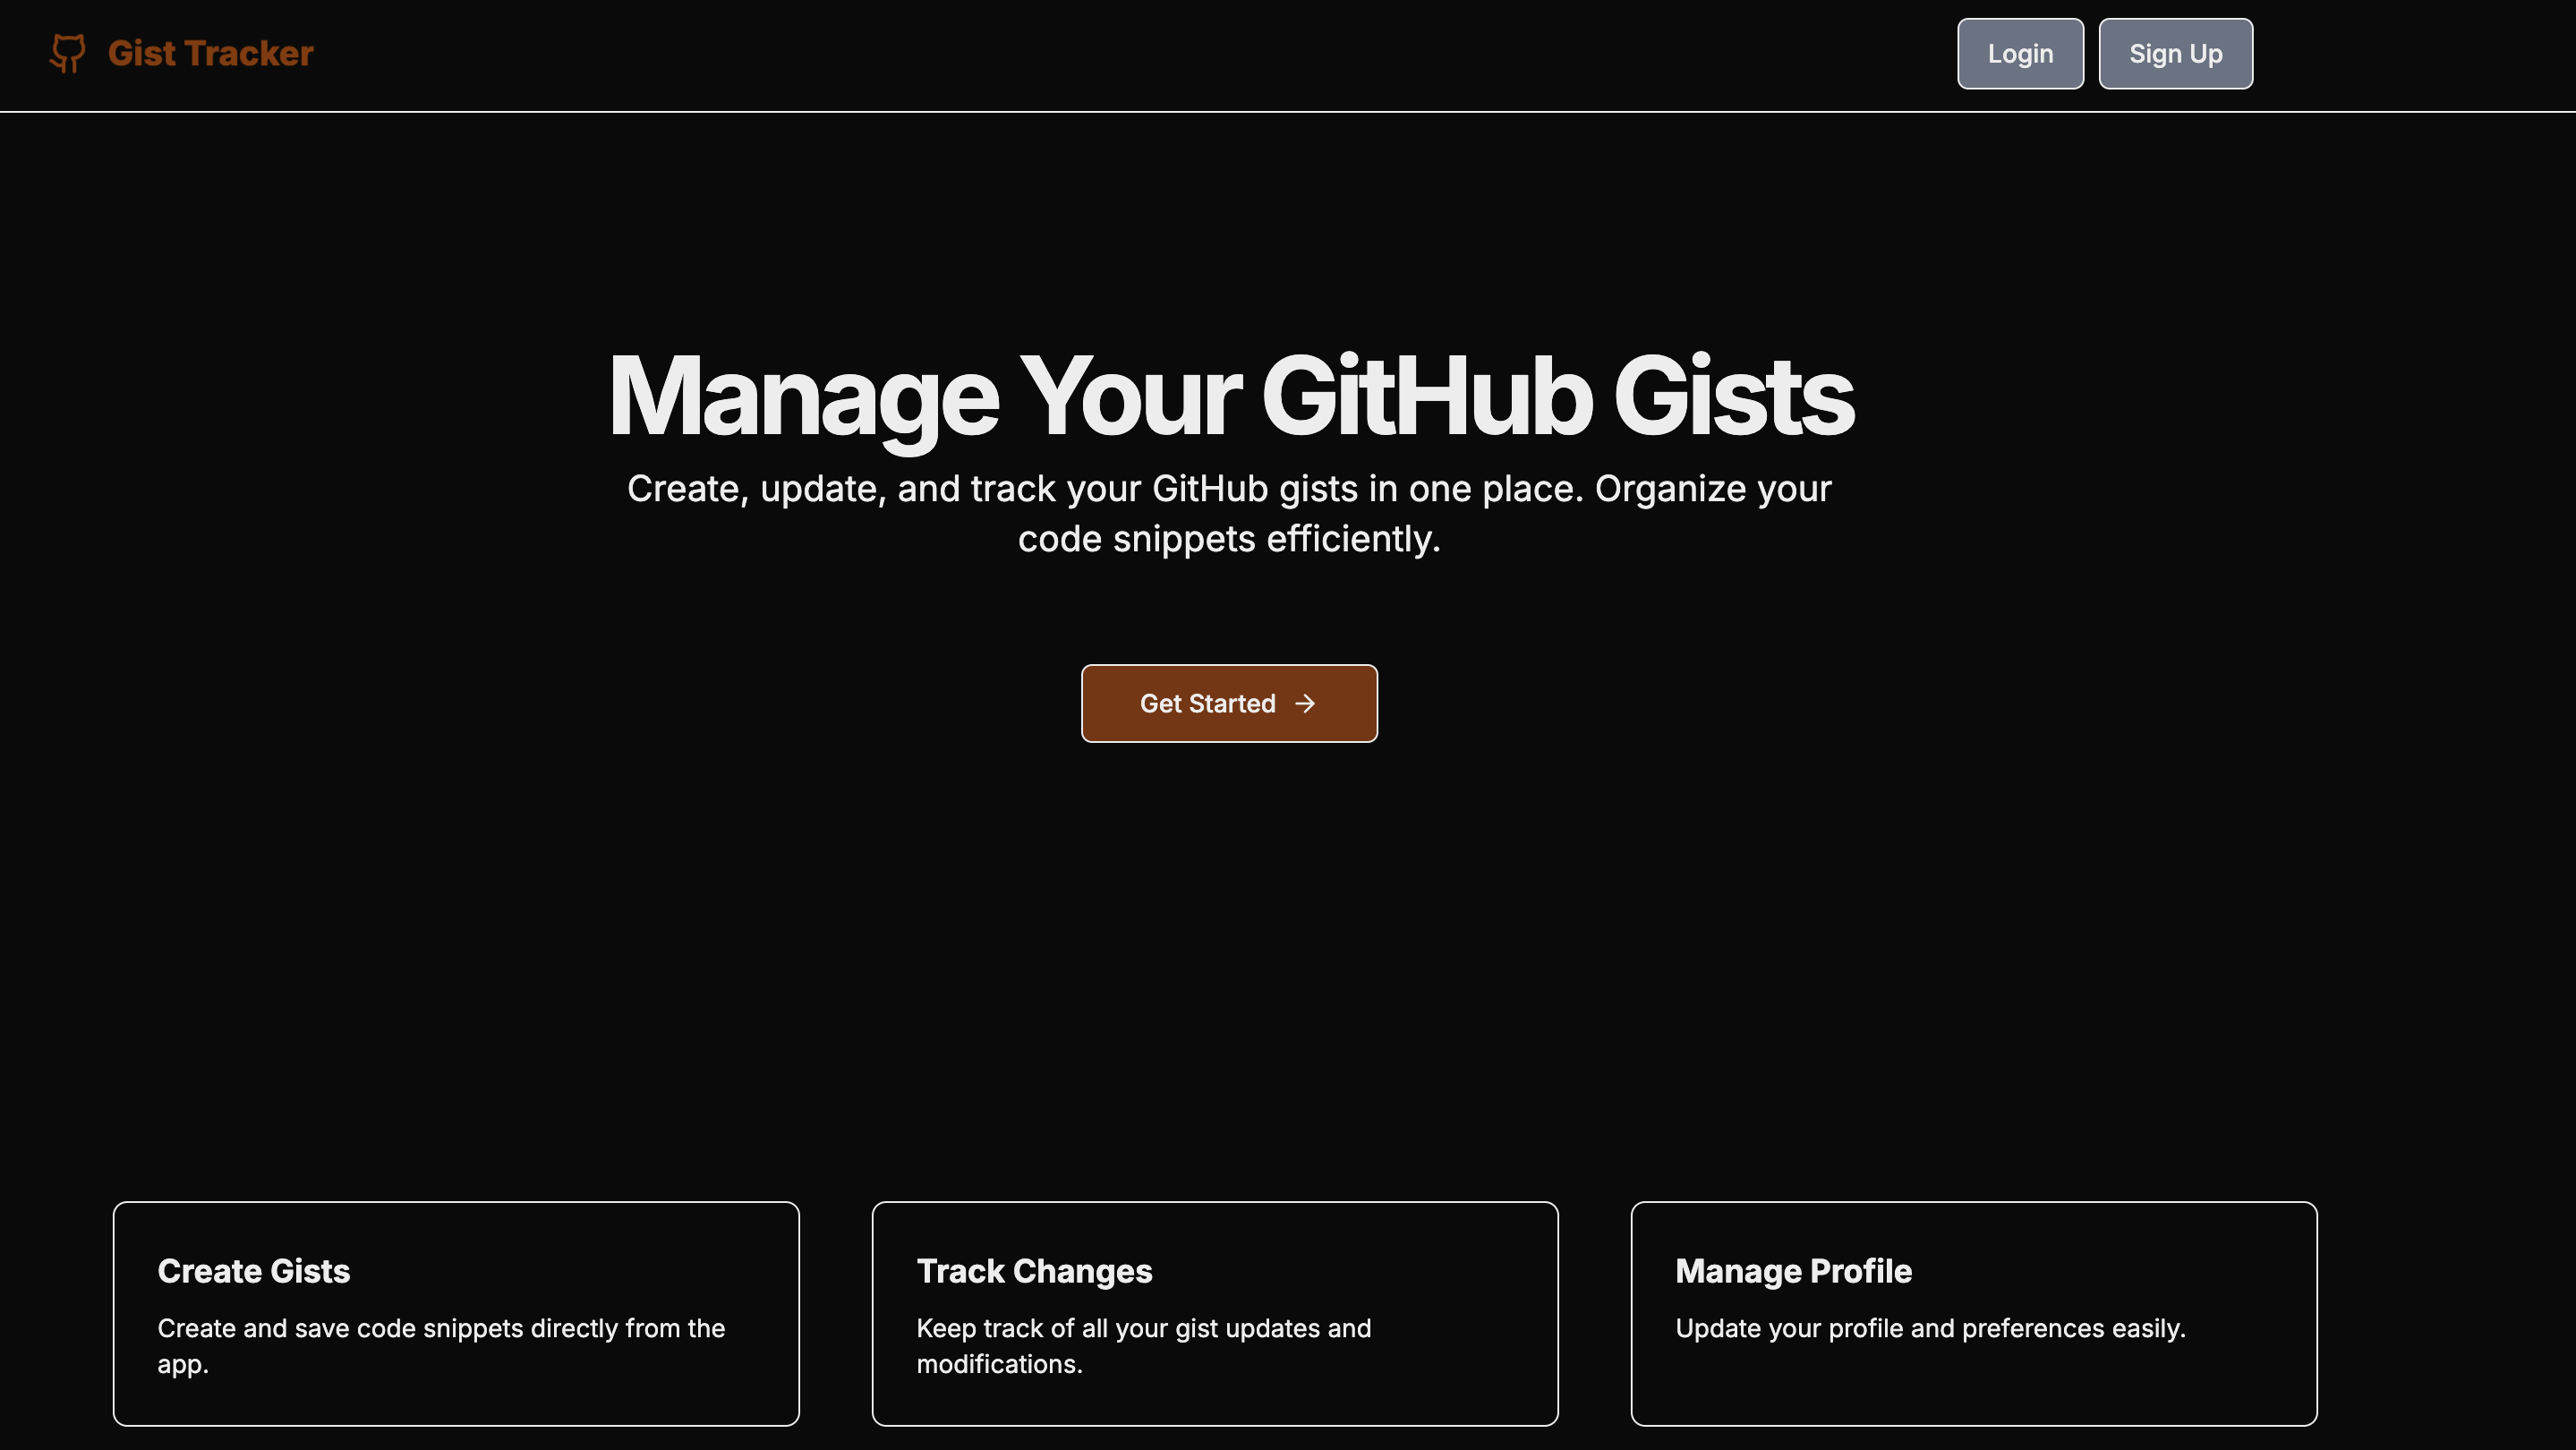 Gist Tracker
Login
Sign Up
Manage Your GitHub Gists
Create, update, and track your GitHub gists in one place. Organize your
code snippets efficiently.
Get Started
Create Gists
Create and save code snippets directly from the
app.
Track Changes
Keep track of all your gist updates and
modifications.
Manage Profile
Update your profile and preferences easily.